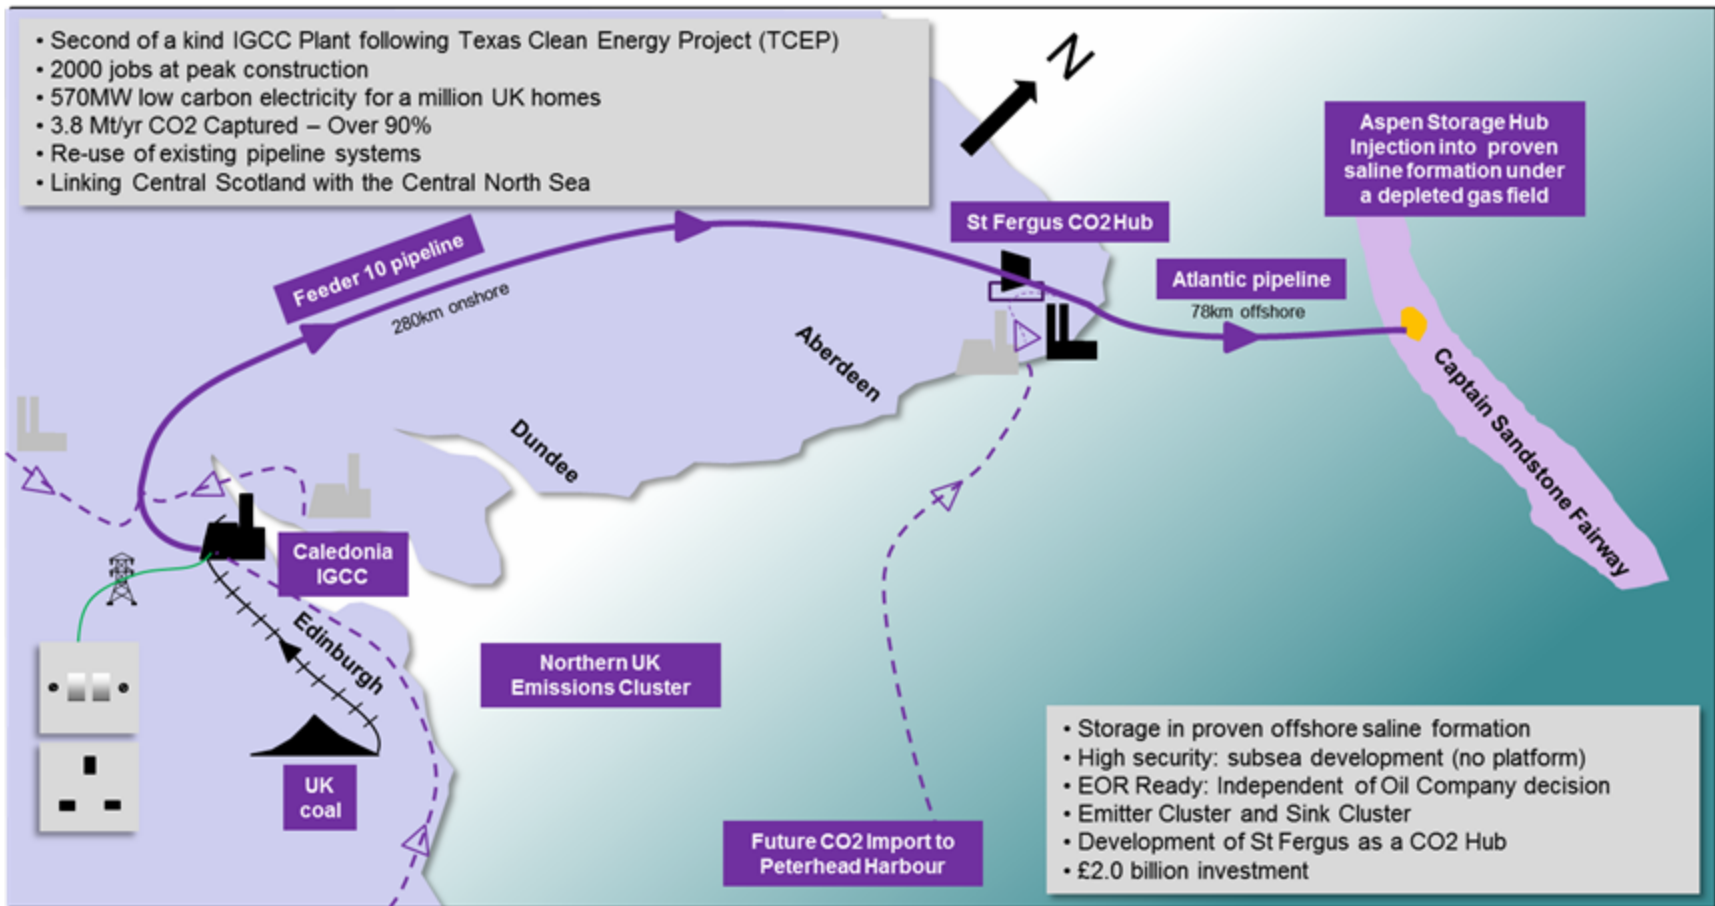 • Second of a kind IGCC Plant following Texas Clean Energy Project (TCEP)
• 2000 jobs at peak construction
• 570MW low carbon electricity for a million UK homes
• 3.8 Mt/yr CO2 Captured – Over 90%
• Re-use of existing pipeline systems
• Linking Central Scotland with the Central North Sea
N
Aspen Storage Hub
Injection into proven
saline formation under
a depleted gas field
St Fergus CO2 Hub
Feeder 10 pipeline
280km onshore
Atlantic pipeline
78km offshore
Aberdeen
Captain Sandstone Fairway
Dundee
Caledonia
IGCC
Edinburgh
Northern UK
Emissions Cluster
UK
coal
Future CO2 Import to
Peterhead Harbour
• Storage in proven offshore saline formation
• High security: subsea development (no platform)
• EOR Ready: Independent of Oil Company decision
• Emitter Cluster and Sink Cluster
• Development of St Fergus as a CO2 Hub
• £2.0 billion investment